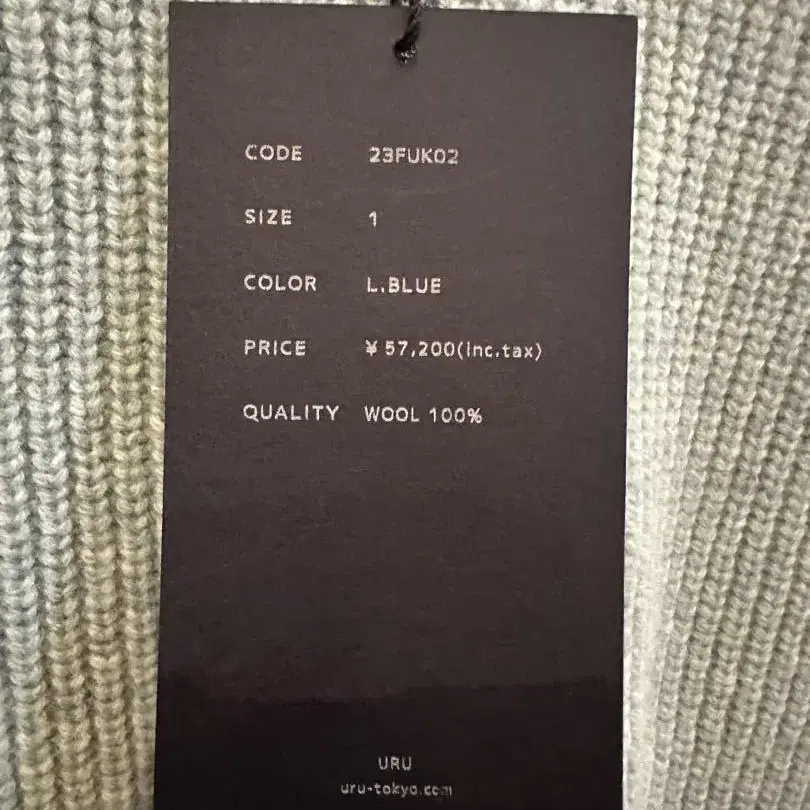 CODE 23FUK02
SIZE 1
COLOR L.BLUE
PRICE ¥57,200(inc.tax)
QUALITY WOOL 100%
URU
uru-tokyo.com